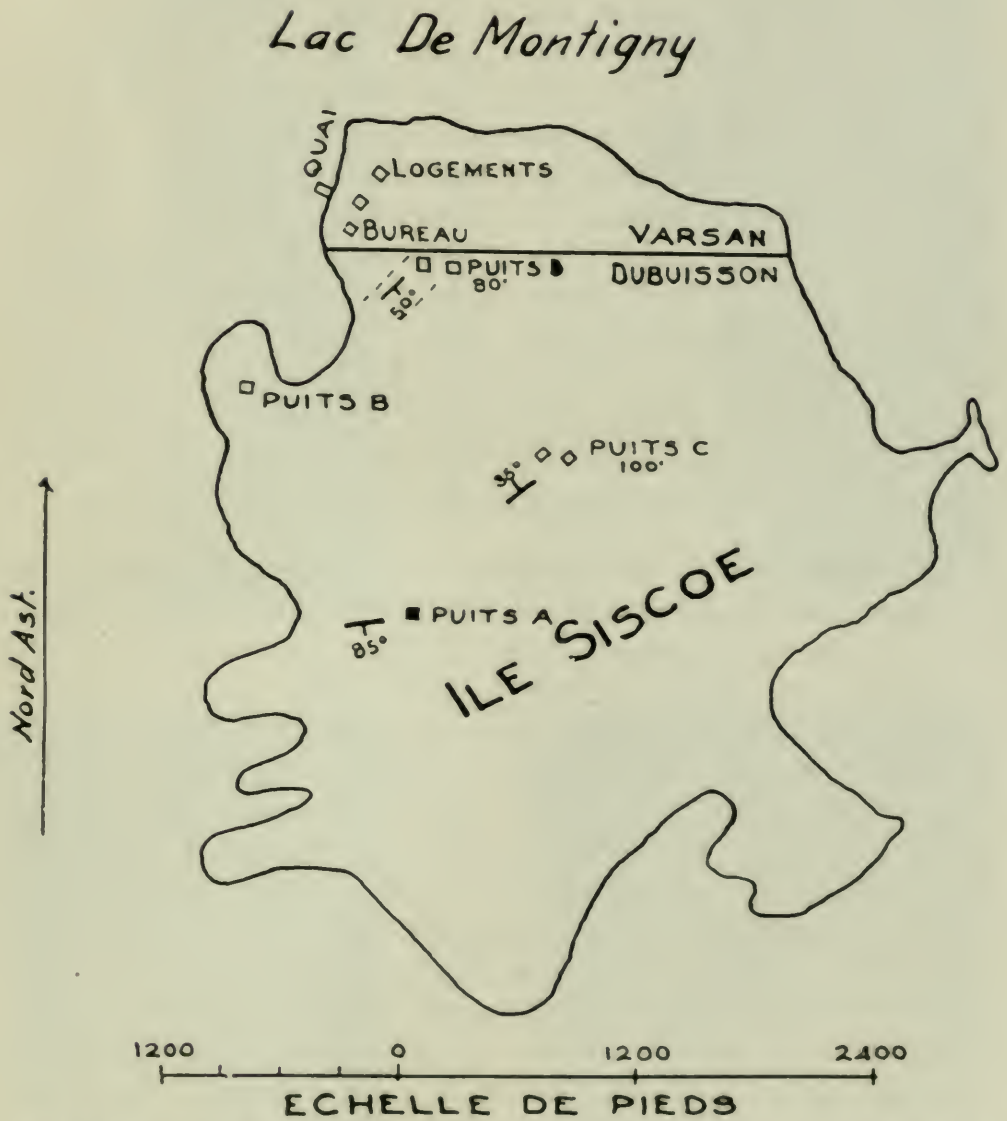 Lac De Montigny
QUAI
LOGEMENTS
BUREAU
VARSAN
DUBUISSON
PUITS D
80'
50°
PUITS B
PUITS C
100'
35°
PUITS A
85°
ILE SISCOE
Nord Ast.
1200 0 1200 2400
ECHELLE DE PIEDS